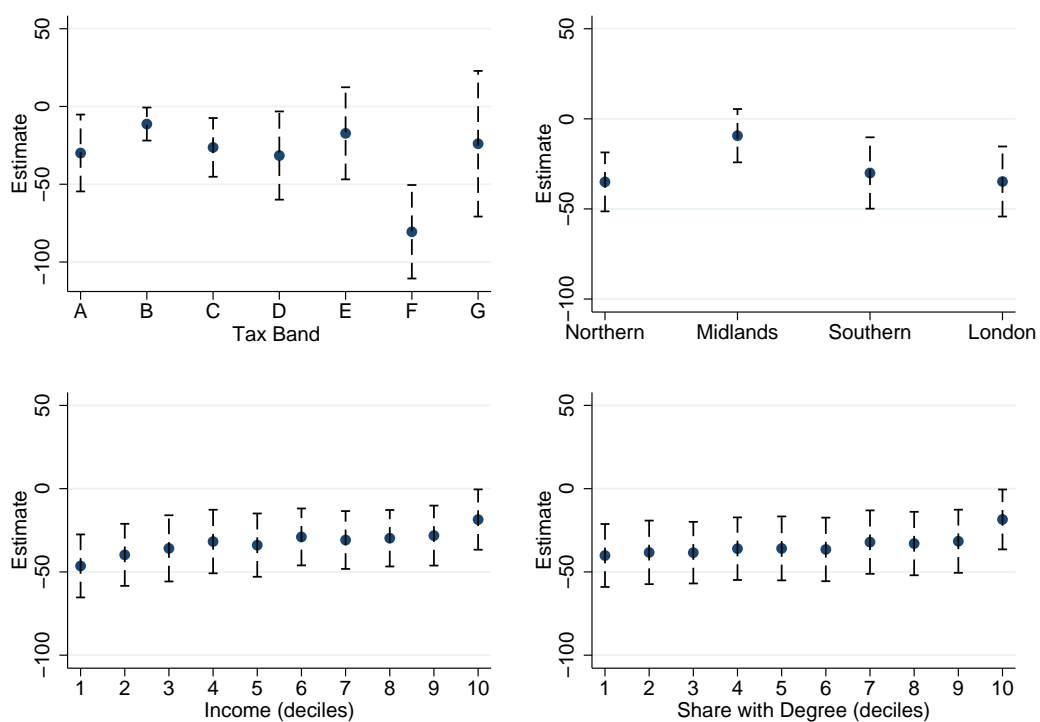 50
0
−50
−100
Estimate
A B C D E F G
Tax Band
50
0
−50
−100
Estimate
Northern Midlands Southern London
50
0
−50
−100
Estimate
1 2 3 4 5 6 7 8 9 10
Income (deciles)
50
0
−50
−100
Estimate
1 2 3 4 5 6 7 8 9 10
Share with Degree (deciles)